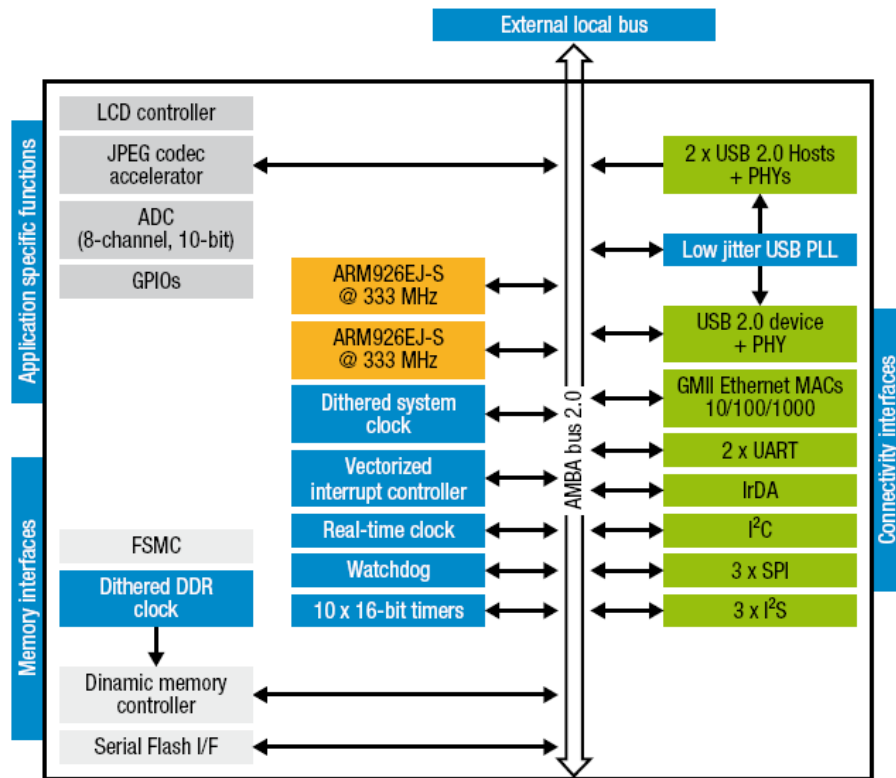 External local bus
Application specific functions
LCD controller
JPEG codec
accelerator
ADC
(8-channel, 10-bit)
GPIOs
Memory interfaces
FSMC
Dithered DDR
clock
Dinamic memory
controller
Serial Flash I/F
ARM926EJ-S
@ 333 MHz
ARM926EJ-S
@ 333 MHz
Dithered system
clock
Vectorized
interrupt controller
Real-time clock
Watchdog
10 x 16-bit timers
AMBA bus 2.0
2 x USB 2.0 Hosts
+ PHYs
Low jitter USB PLL
USB 2.0 device
+ PHY
GMII Ethernet MACs
10/100/1000
2 x UART
IrDA
I²C
3 x SPI
3 x I²S
Connectivity interfaces